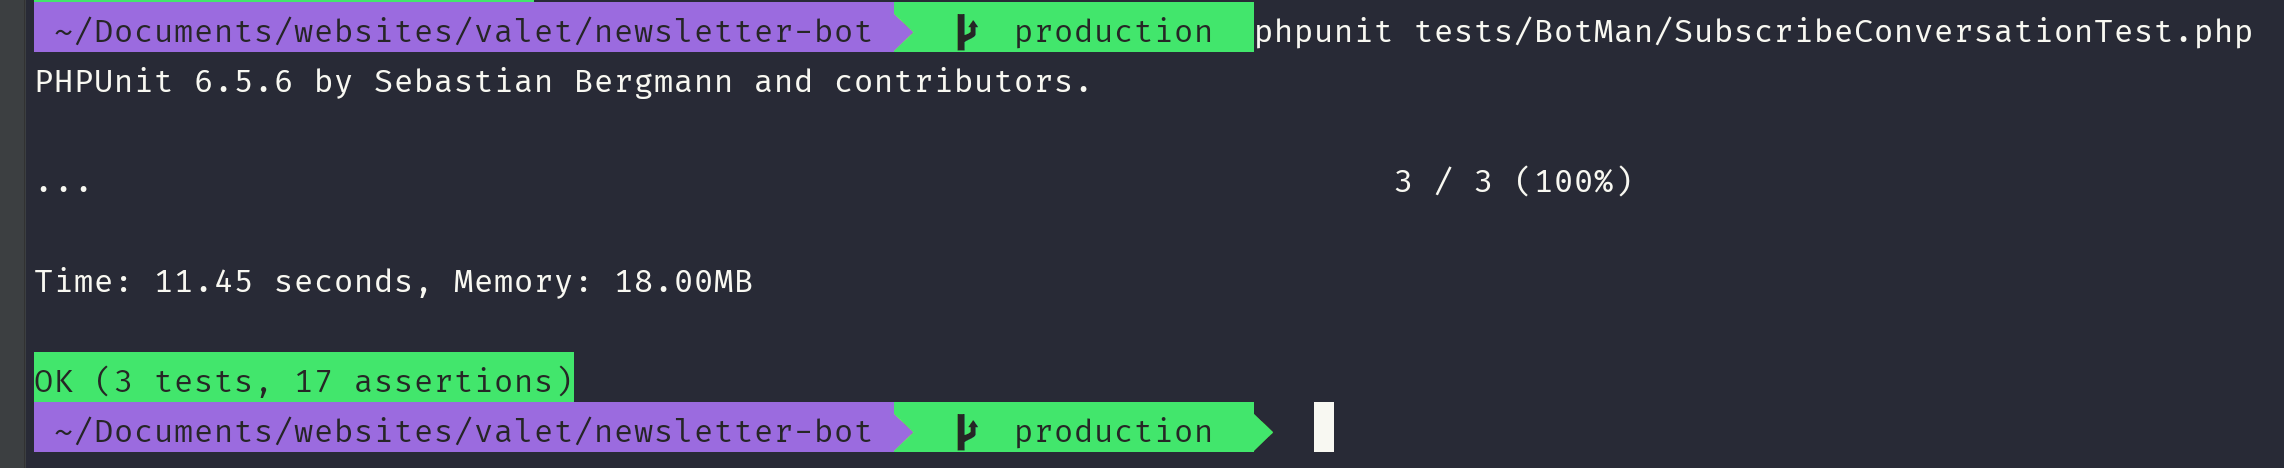 ~/Documents/websites/valet/newsletter-bot production phpunit tests/BotMan/SubscribeConversationTest.php
PHPUnit 6.5.6 by Sebastian Bergmann and contributors.
... 3 / 3 (100%)
Time: 11.45 seconds, Memory: 18.00MB
OK (3 tests, 17 assertions)
~/Documents/websites/valet/newsletter-bot production